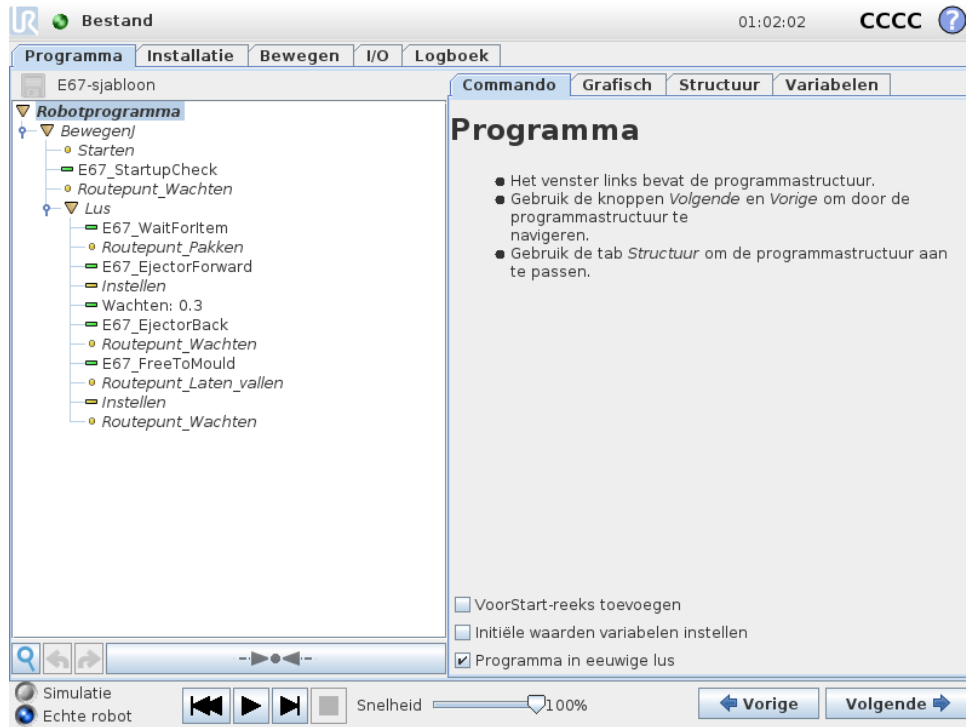 UR Bestand 01:02:02 CCCC ?
Programma Installatie Bewegen I/O Logboek
E67-sjabloon
Robotprogramma
BewegenJ
Starten
E67_StartupCheck
Routepunt_Wachten
Lus
E67_WaitForItem
Routepunt_Pakken
E67_EjectorForward
Instellen
Wachten: 0.3
E67_EjectorBack
Routepunt_Wachten
E67_FreeToMould
Routepunt_Laten_vallen
Instellen
Routepunt_Wachten
Commando Grafisch Structuur Variabelen
Programma
Het venster links bevat de programmastructuur.
Gebruik de knoppen Volgende en Vorige om door de
programmastructuur te
navigeren.
Gebruik de tab Structuur om de programmastructuur aan
te passen.
VoorStart-reeks toevoegen
Initiële waarden variabelen instellen
Programma in eeuwige lus
Simulatie
Echte robot
Snelheid 100%
Vorige Volgende